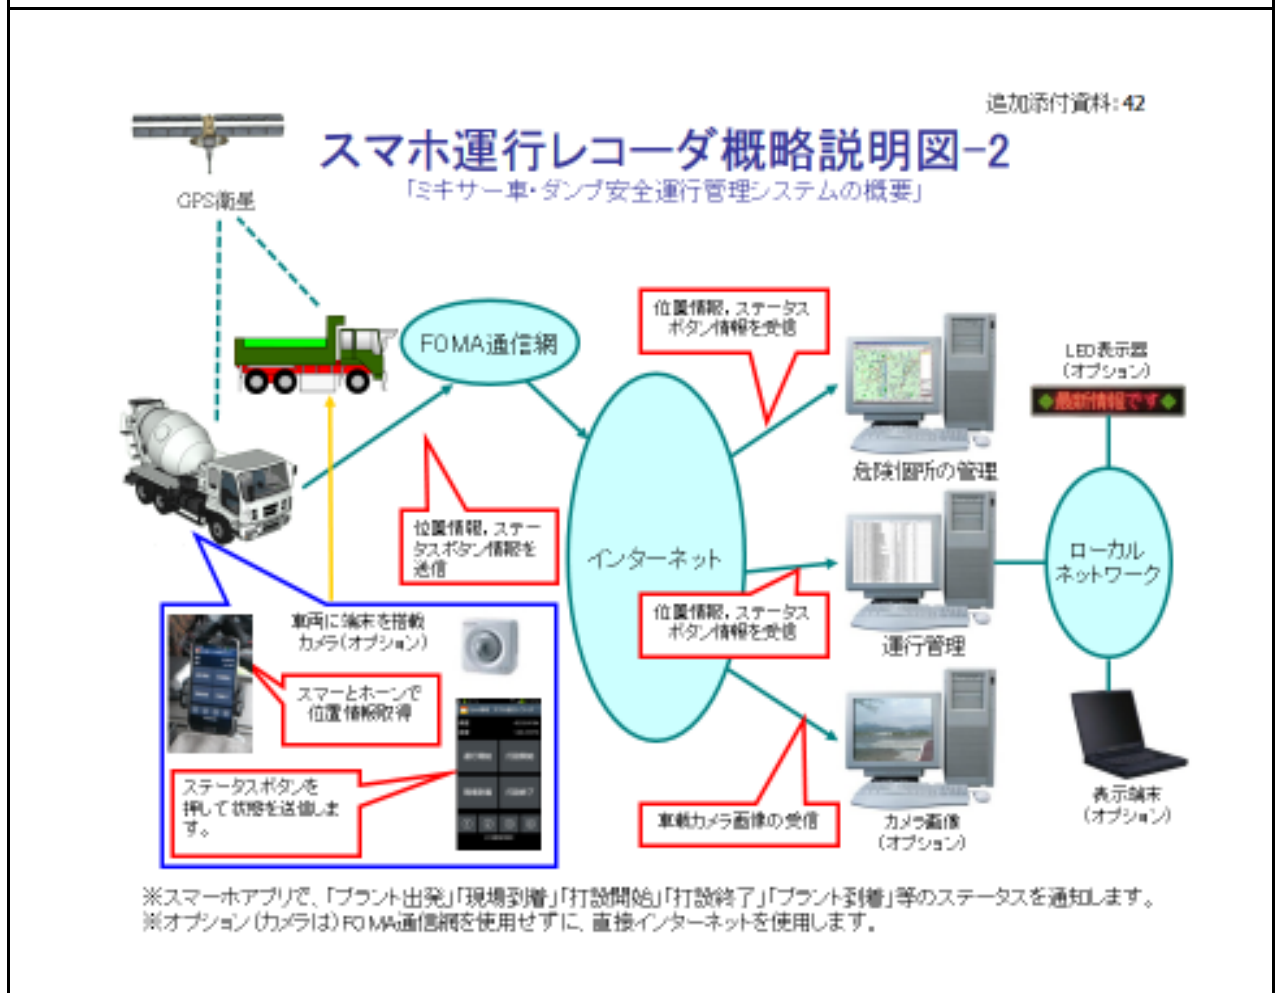 追加添付資料：42
スマホ運行レコーダ概略説明図-2
「ミキサー車・ダンプ安全運行管理システムの概要」
GPS衛星
FOMA通信網
位置情報，ステータス
ボタン情報を受信
LED表示器
（オプション）
◆最新情報です◆
危険個所の管理
位置情報，ステー
タスボタン情報を
送信
インターネット
ローカル
ネットワーク
位置情報，ステータス
ボタン情報を受信
運行管理
車両に端末を搭載
カメラ（オプション）
スマーとホーンで
位置情報取得
ステータスボタンを
押して状態を送信しま
す。
車載カメラ画像の受信
カメラ画像
（オプション）
表示端末
（オプション）
※スマーホアプリで、「プラント出発」「現場到着」「打設開始」「打設終了」「プラント到着」等のステータスを通知します。
※オプション（カメラは）FOMA通信網を使用せずに、直接インターネットを使用します。